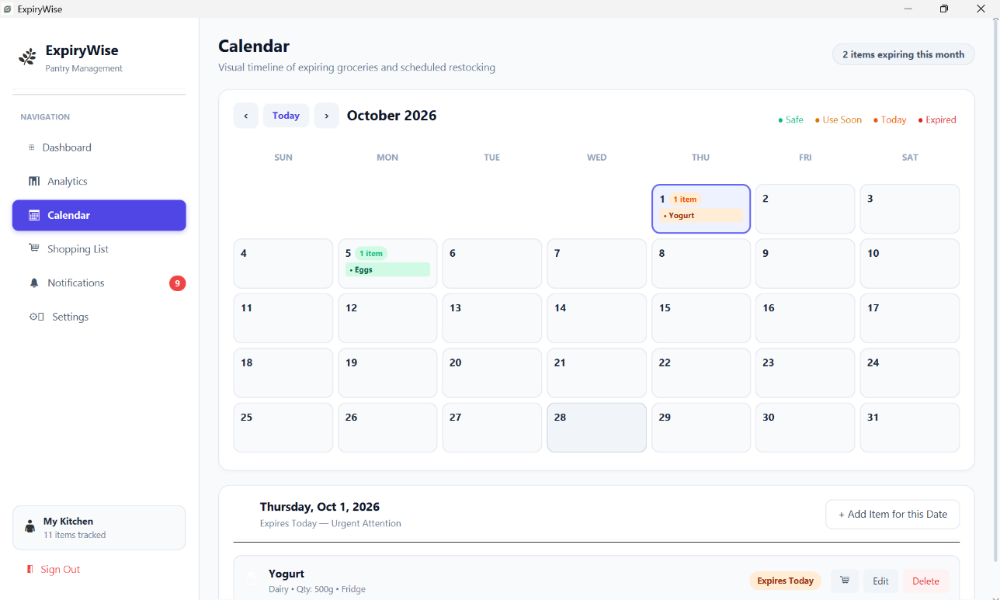 ExpiryWise
ExpiryWise
Pantry Management
NAVIGATION
Dashboard
Analytics
Calendar
Shopping List
Notifications 9
Settings
My Kitchen
11 items tracked
Sign Out
Calendar
Visual timeline of expiring groceries and scheduled restocking
2 items expiring this month
‹ Today › October 2026
• Safe • Use Soon • Today • Expired
SUN MON TUE WED THU FRI SAT
1 1 item 2 3
• Yogurt
4 5 1 item 6 7 8 9 10
• Eggs
11 12 13 14 15 16 17
18 19 20 21 22 23 24
25 26 27 28 29 30 31
Thursday, Oct 1, 2026
Expires Today — Urgent Attention
+ Add Item for this Date
Yogurt
Dairy • Qty: 500g • Fridge
Expires Today Edit Delete